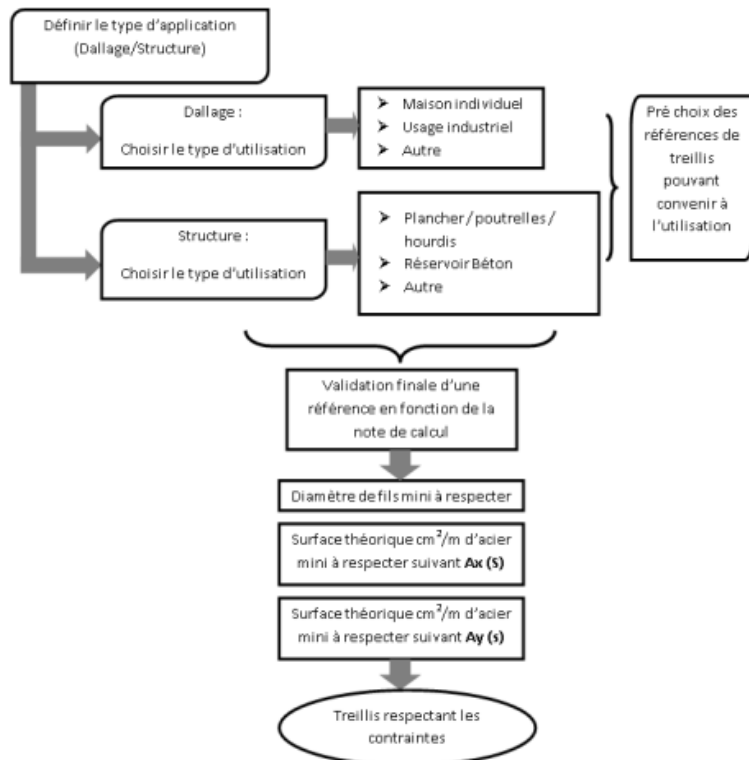 Définir le type d'application
(Dallage/Structure)
Dallage :
Choisir le type d'utilisation
➤ Maison individuel
➤ Usage industriel
➤ Autre
Pré choix des
références de
treillis
pouvant
convenir à
l'utilisation
Structure :
Choisir le type d'utilisation
➤ Plancher / poutrelles /
hourdis
➤ Réservoir Béton
➤ Autre
Validation finale d'une
référence en fonction de la
note de calcul
Diamètre de fils mini à respecter
Surface théorique cm²/m d'acier
mini à respecter suivant Ax (S)
Surface théorique cm²/m d'acier
mini à respecter suivant Ay (s)
Treillis respectant les
contraintes